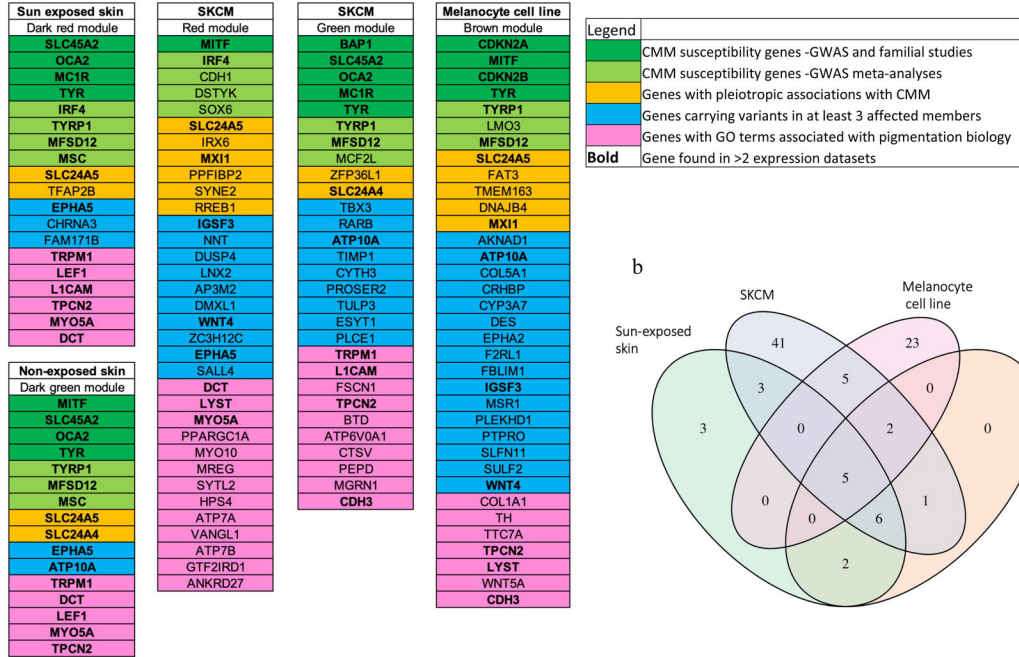 Sun exposed skin
Dark red module
SLC45A2
OCA2
MC1R
TYR
IRF4
TYRP1
MFSD12
MSC
SLC24A5
TFAP2B
EPHA5
CHRNA3
FAM171B
TRPM1
LEF1
L1CAM
TPCN2
MYO5A
DCT
Non-exposed skin
Dark green module
MITF
SLC45A2
OCA2
TYR
TYRP1
MFSD12
MSC
SLC24A5
SLC24A4
EPHA5
ATP10A
TRPM1
DCT
LEF1
MYO5A
TPCN2
SKCM
Red module
MITF
IRF4
CDH1
DSTYK
SOX6
SLC24A5
IRX6
MXI1
PPFIBP2
SYNE2
RREB1
IGSF3
NNT
DUSP4
LNX2
AP3M2
DMXL1
WNT4
ZC3H12C
EPHA5
SALL4
DCT
LYST
MYO5A
PPARGC1A
MYO10
MREG
SYTL2
HPS4
ATP7A
VANGL1
ATP7B
GTF2IRD1
ANKRD27
SKCM
Green module
BAP1
SLC45A2
OCA2
MC1R
TYR
TYRP1
MFSD12
MCF2L
ZFP36L1
SLC24A4
TBX3
RARB
ATP10A
TIMP1
CYTH3
PROSER2
TULP3
ESYT1
PLCE1
TRPM1
L1CAM
FSCN1
TPCN2
BTD
ATP6V0A1
CTSV
PEPD
MGRN1
CDH3
Melanocyte cell line
Brown module
CDKN2A
MITF
CDKN2B
TYR
TYRP1
LMO3
MFSD12
SLC24A5
FAT3
TMEM163
DNAJB4
MXI1
AKNAD1
ATP10A
COL5A1
CRHBP
CYP3A7
DES
EPHA2
F2RL1
FBLIM1
IGSF3
MSR1
PLEKHD1
PTPRO
SLFN11
SULF2
WNT4
COL1A1
TH
TTC7A
TPCN2
LYST
WNT5A
CDH3
Legend
CMM susceptibility genes -GWAS and familial studies
CMM susceptibility genes -GWAS meta-analyses
Genes with pleiotropic associations with CMM
Genes carrying variants in at least 3 affected members
Genes with GO terms associated with pigmentation biology
Bold Gene found in >2 expression datasets
b
SKCM
Melanocyte
cell line
Sun-exposed
skin
41
23
3
5
0
3
0
2
0
5
0
0
6
1
2